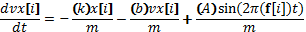 dvx[i]/dt = −(k)x[i]/m − (b)vx[i]/m + (A)sin(2π(f[i])t)/m